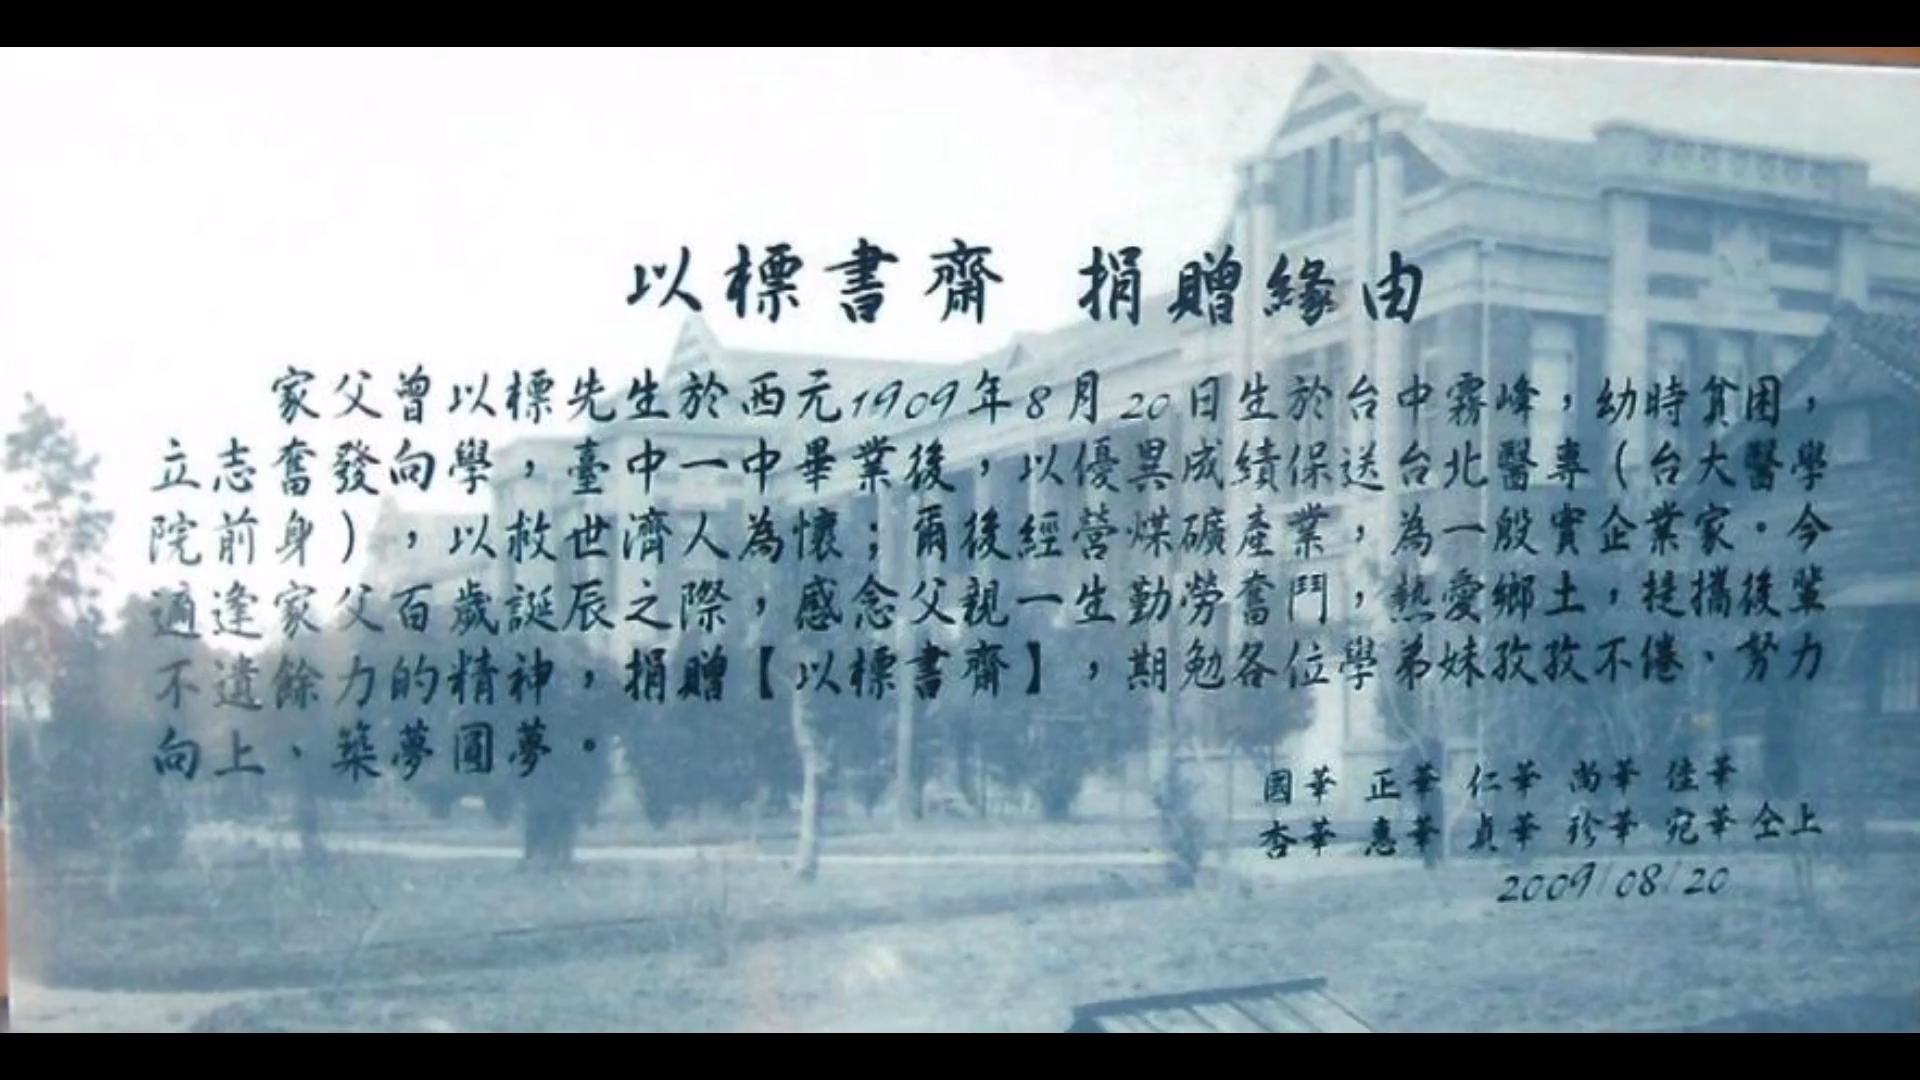 以標書齋 捐贈緣由
家父曾以標先生於西元1909年8月20日生於台中霧峰，幼時貧困，
立志奮發向學，臺中一中畢業後，以優異成績保送台北醫專（台大醫學
院前身），以救世濟人為懷；爾後經營煤礦產業，為一殷實企業家。今
適逢家父百歲誕辰之際，感念父親一生勤勞奮鬥，熱愛鄉土，提攜後輩
不遺餘力的精神，捐贈【以標書齋】，期勉各位學弟妹孜孜不倦、努力
向上、築夢圓夢。
國華 正華 仁華 尚華 佳華
杏華 惠華 貞華 珍華 宛華 仝上
2009/08/20